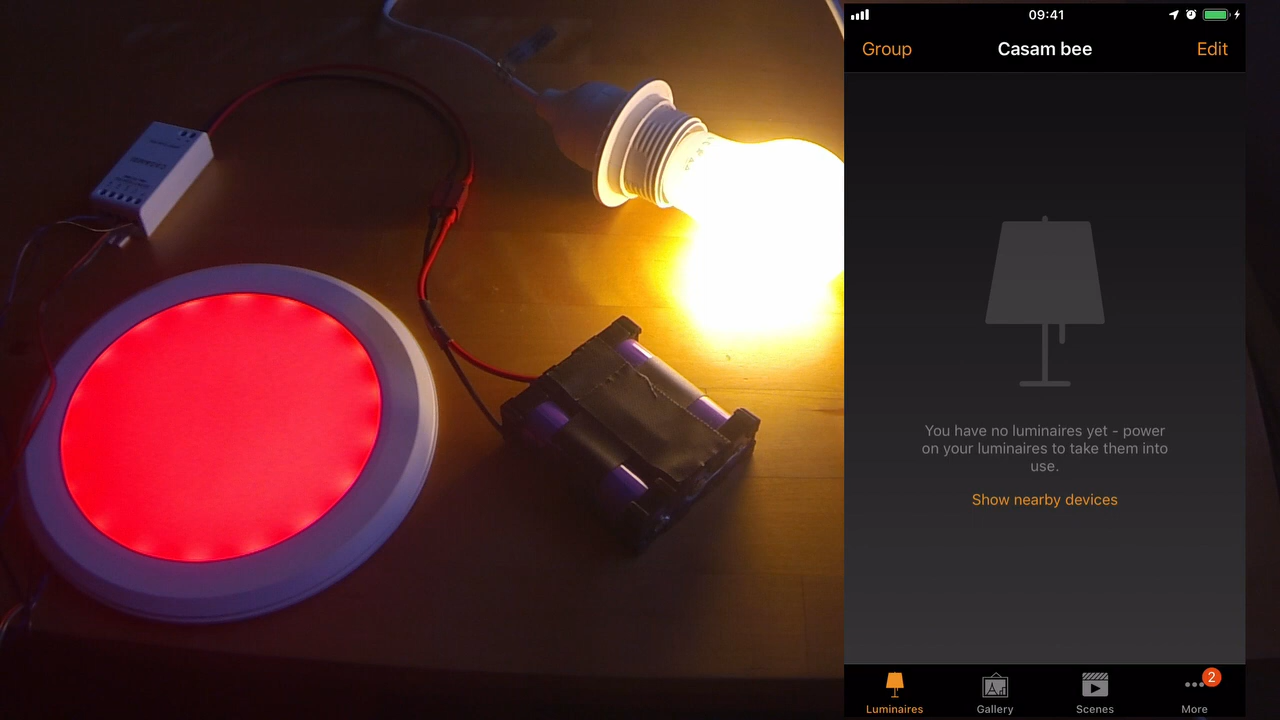 09:41
Group
Casam bee
Edit
You have no luminaires yet - power
on your luminaires to take them into
use.
Show nearby devices
2
Luminaires
Gallery
Scenes
More